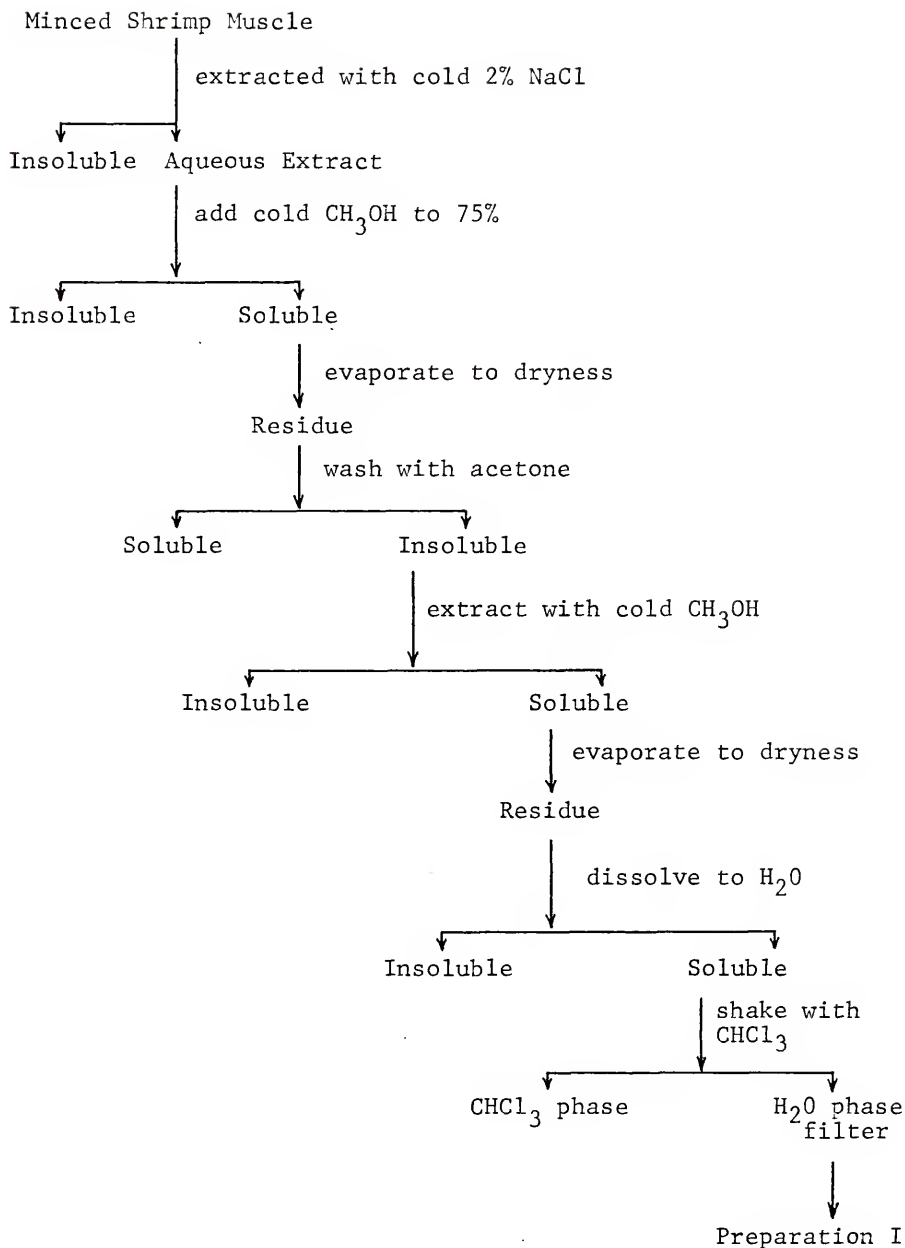 Minced Shrimp Muscle
extracted with cold 2% NaCl
Insoluble Aqueous Extract
add cold CH3OH to 75%
Insoluble Soluble
evaporate to dryness
Residue
wash with acetone
Soluble Insoluble
extract with cold CH3OH
Insoluble Soluble
evaporate to dryness
Residue
dissolve to H2O
Insoluble Soluble
shake with
CHCl3
CHCl3 phase H2O phase
filter
Preparation I